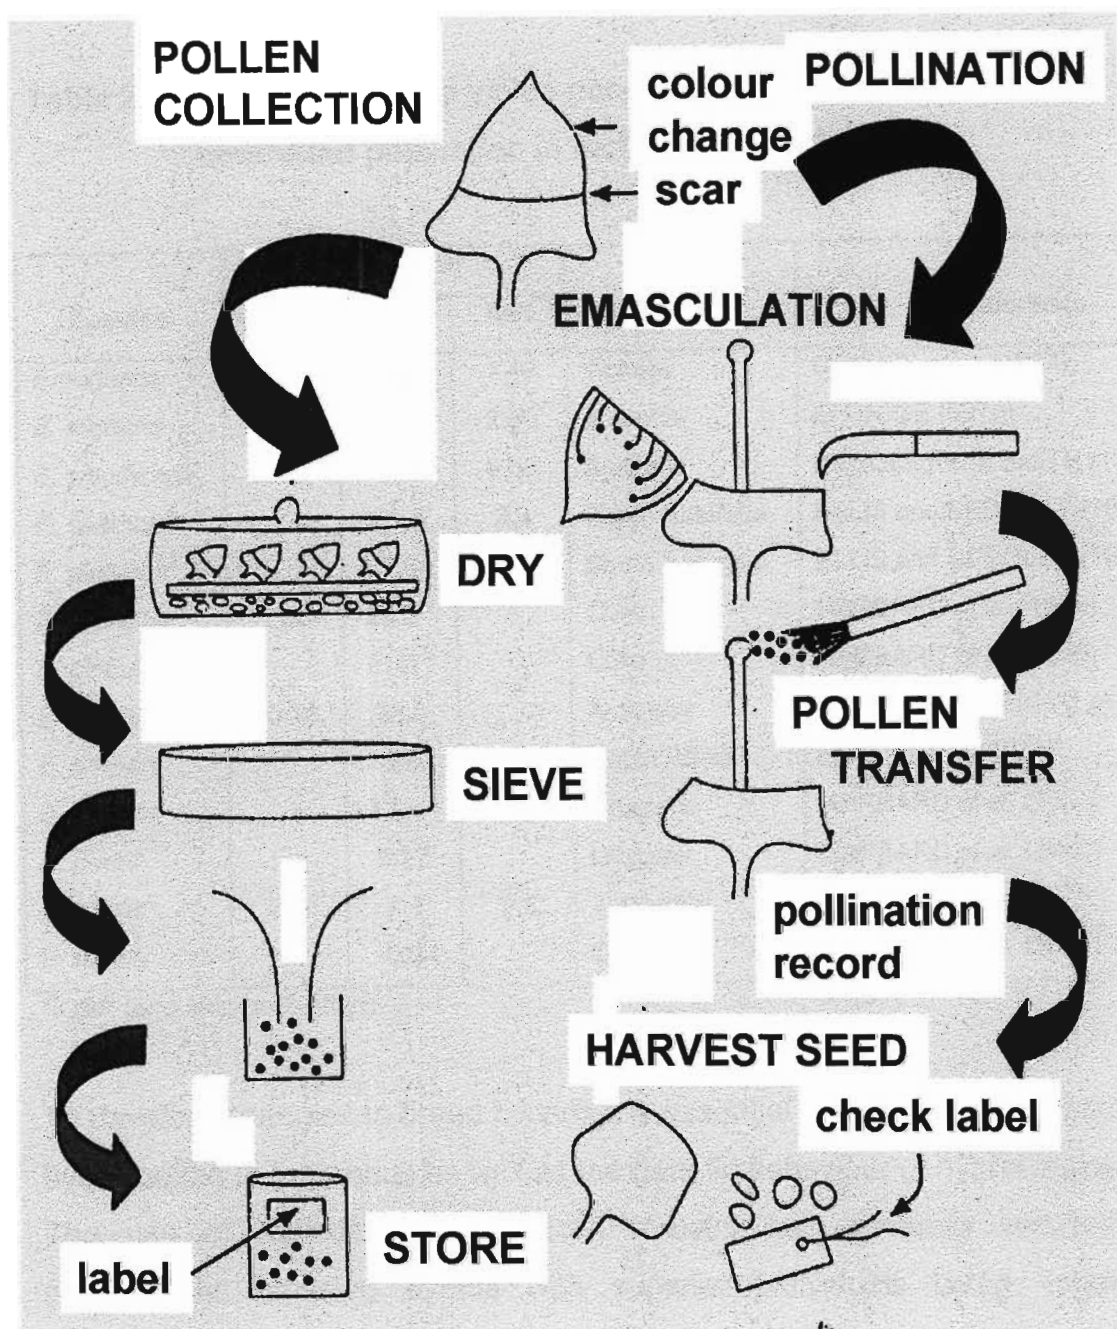 POLLEN
COLLECTION
colour
change
scar
POLLINATION
EMASCULATION
DRY
POLLEN
TRANSFER
SIEVE
pollination
record
HARVEST SEED
check label
label
STORE